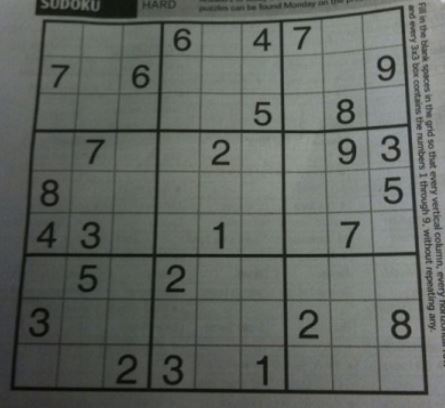 SUDOKU HARD
puzzles can be found Monday on the
6 4 7
7 6 9
5 8
7 2 9 3
8 5
4 3 1 7
5 2
3 2 8
2 3 1
Fill in the blank spaces in the grid so that every vertical column, every
and every 3x3 box contains the numbers 1 through 9, without repeating any.